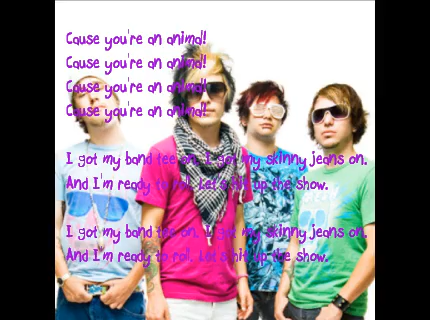 Cause you're an animal!
Cause you're an animal!
Cause you're an animal!
Cause you're an animal!
I got my band tee on. I got my skinny jeans on.
And I'm ready to roll. Let's hit up the show.
I got my band tee on. I got my skinny jeans on.
And I'm ready to roll. Let's hit up the show.